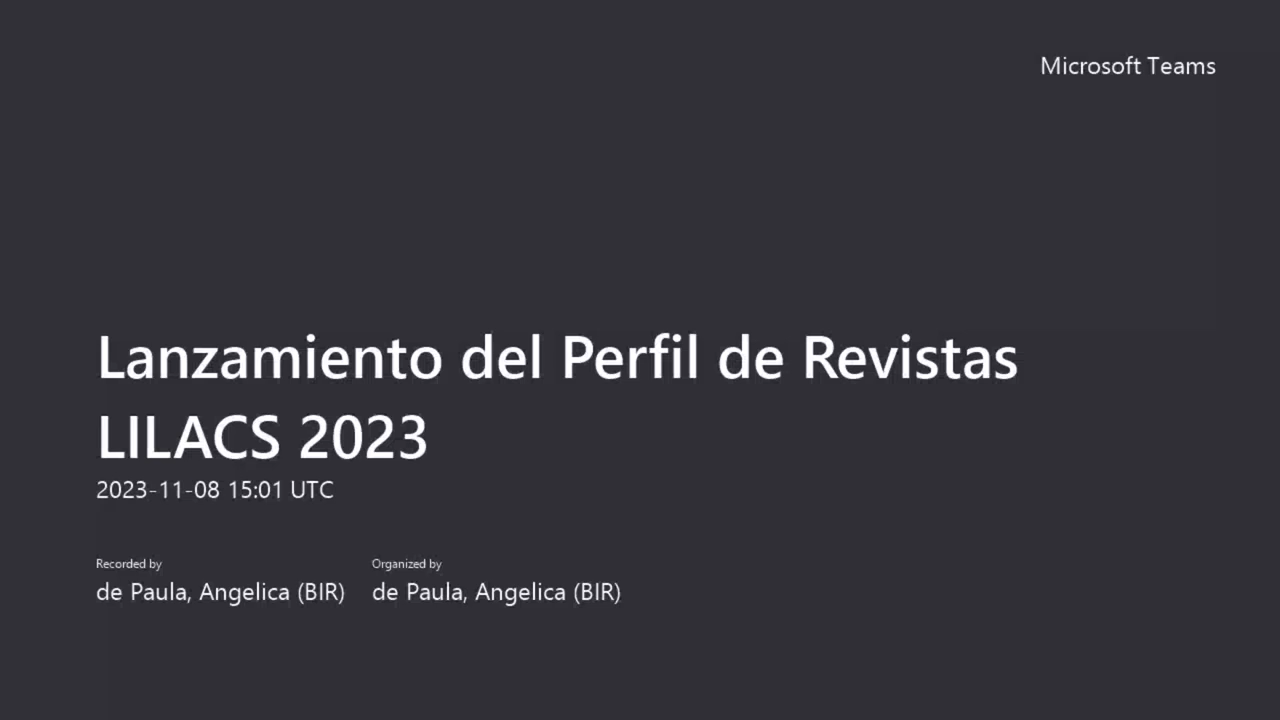 Microsoft Teams
Lanzamiento del Perfil de Revistas
LILACS 2023
2023-11-08 15:01 UTC
Recorded by
de Paula, Angelica (BIR)
Organized by
de Paula, Angelica (BIR)